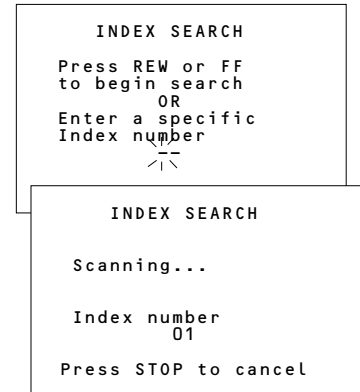 INDEX SEARCH
Press REW or FF
to begin search
OR
Enter a specific
Index number
--
INDEX SEARCH
Scanning...
Index number
01
Press STOP to cancel